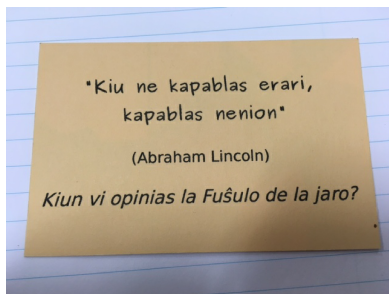 "Kiu ne kapablas erari,
kapablas nenion"
(Abraham Lincoln)
Kiun vi opinias la Fuŝulo de la jaro?